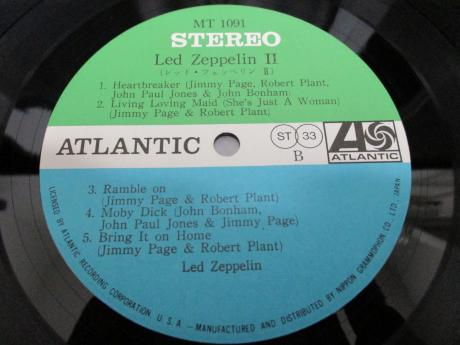 MT 1091
STEREO
Led Zeppelin II
(レッド・ツェッペリン II)
1. Heartbreaker (Jimmy Page, Robert Plant,
John Paul Jones & John Bonham)
2. Living Loving Maid (She's Just A Woman)
(Jimmy Page & Robert Plant)
ATLANTIC
ST 33
B
ATLANTIC
3. Ramble on
(Jimmy Page & Robert Plant)
4. Moby Dick (John Bonham,
John Paul Jones & Jimmy Page)
5. Bring It on Home
(Jimmy Page & Robert Plant)
Led Zeppelin
LICENSED BY ATLANTIC RECORDING CORPORATION, U.S.A.–MANUFACTURED AND DISTRIBUTED BY NIPPON GRAMMOPHON CO., LTD., JAPAN